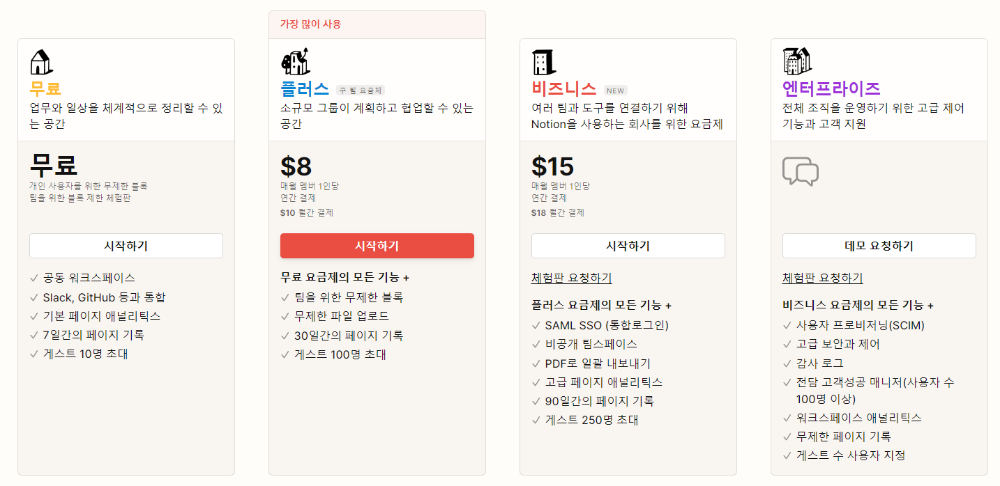 무료
업무와 일상을 체계적으로 정리할 수 있
는 공간
무료
개인 사용자를 위한 무제한 블록
팀을 위한 블록 제한 체험판
시작하기
✓ 공동 워크스페이스
✓ Slack, GitHub 등과 통합
✓ 기본 페이지 애널리틱스
✓ 7일간의 페이지 기록
✓ 게스트 10명 초대
가장 많이 사용
플러스 구 팀 요금제
소규모 그룹이 계획하고 협업할 수 있는
공간
$8
매월 멤버 1인당
연간 결제
$10 월간 결제
시작하기
무료 요금제의 모든 기능 +
✓ 팀을 위한 무제한 블록
✓ 무제한 파일 업로드
✓ 30일간의 페이지 기록
✓ 게스트 100명 초대
비즈니스 NEW
여러 팀과 도구를 연결하기 위해
Notion을 사용하는 회사를 위한 요금제
$15
매월 멤버 1인당
연간 결제
$18 월간 결제
시작하기
체험판 요청하기
플러스 요금제의 모든 기능 +
✓ SAML SSO (통합로그인)
✓ 비공개 팀스페이스
✓ PDF로 일괄 내보내기
✓ 고급 페이지 애널리틱스
✓ 90일간의 페이지 기록
✓ 게스트 250명 초대
엔터프라이즈
전체 조직을 운영하기 위한 고급 제어
기능과 고객 지원
데모 요청하기
체험판 요청하기
비즈니스 요금제의 모든 기능 +
✓ 사용자 프로비저닝(SCIM)
✓ 고급 보안과 제어
✓ 감사 로그
✓ 전담 고객성공 매니저(사용자 수
100명 이상)
✓ 워크스페이스 애널리틱스
✓ 무제한 페이지 기록
✓ 게스트 수 사용자 지정